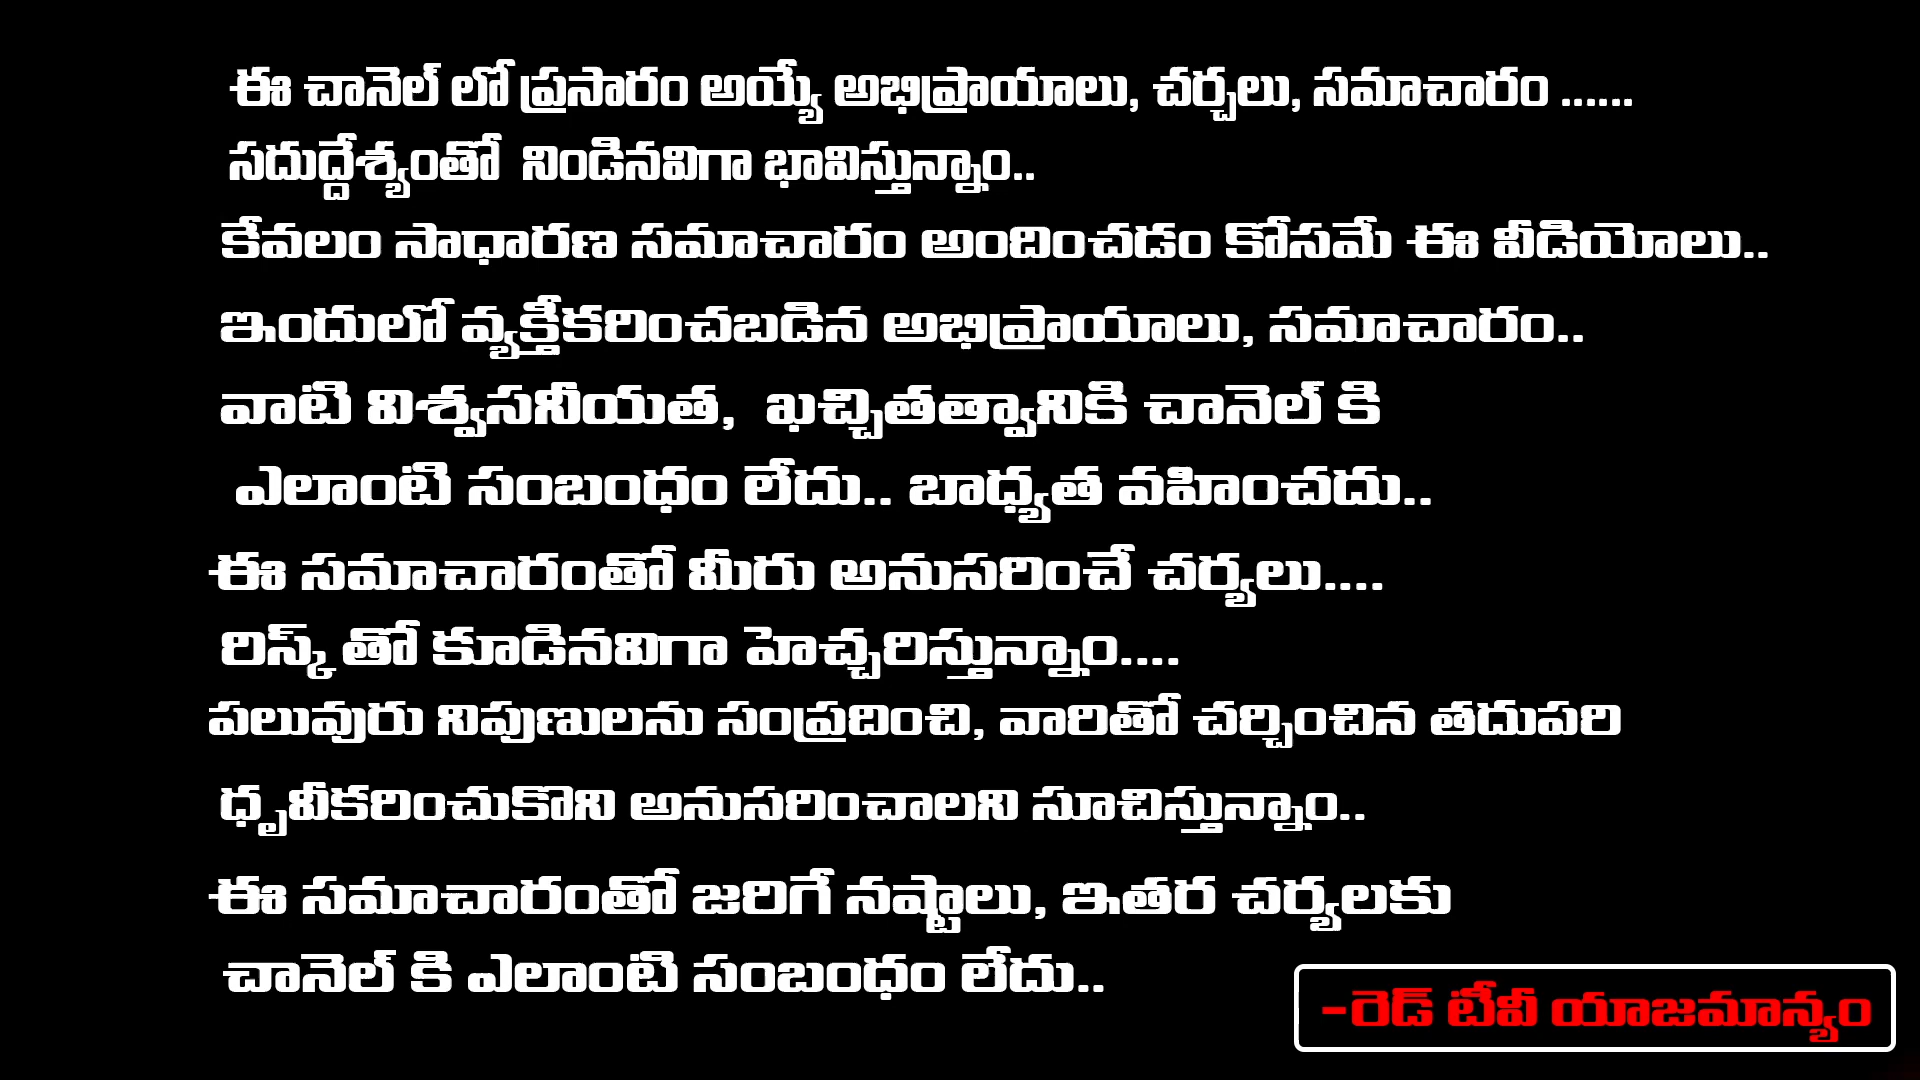 ఈ చానెల్ లో ప్రసారం అయ్యే అభిప్రాయాలు, చర్చలు, సమాచారం ......
సదుద్దేశ్యంతో నిండినవిగా భావిస్తున్నాం..
కేవలం సాధారణ సమాచారం అందించడం కోసమే ఈ వీడియోలు..
ఇందులో వ్యక్తీకరించబడిన అభిప్రాయాలు, సమాచారం..
వాటి విశ్వసనీయత, ఖచ్చితత్వానికి చానెల్ కి
ఎలాంటి సంబంధం లేదు.. బాధ్యత వహించదు..
ఈ సమాచారంతో మీరు అనుసరించే చర్యలు....
రిస్క్ తో కూడినవిగా హెచ్చరిస్తున్నాం....
పలువురు నిపుణులను సంప్రదించి, వారితో చర్చించిన తదుపరి
ధృవీకరించుకొని అనుసరించాలని సూచిస్తున్నాం..
ఈ సమాచారంతో జరిగే నష్టాలు, ఇతర చర్యలకు
చానెల్ కి ఎలాంటి సంబంధం లేదు..
-రెడ్ టీవీ యాజమాన్యం